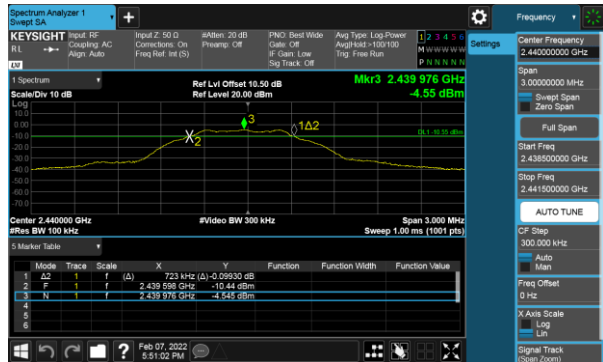 Spectrum Analyzer 1
Swept SA
Frequency
KEYSIGHT Input: RF Input Z: 50 Ω #Atten: 20 dB PNO: Best Wide Avg Type: Log-Power 1 2 3 4 5 6
RL Coupling: AC Corrections: On Preamp: Off Gate: Off Avg|Hold:>100/100 M W W W W W
Align: Auto Freq Ref: Int (S) IF Gain: Low Trig: Free Run
Sig Track: Off P N N N N N
LXI
Settings
Center Frequency
2.440000000 GHz
Span
3.00000000 MHz
Swept Span
Zero Span
Full Span
Start Freq
2.438500000 GHz
Stop Freq
2.441500000 GHz
AUTO TUNE
CF Step
300.000 kHz
Auto
Man
Freq Offset
0 Hz
X Axis Scale
Log
Lin
Signal Track
(Span Zoom)
1 Spectrum
Ref Lvl Offset 10.50 dB
Mkr3 2.439 976 GHz
Scale/Div 10 dB
Ref Level 20.00 dBm
-4.55 dBm
Log
10.0
0.00
-10.0
-20.0
-30.0
-40.0
-50.0
-60.0
-70.0
3
1Δ2
2
DL1 -10.55 dBm
Center 2.440000 GHz #Video BW 300 kHz Span 3.000 MHz
#Res BW 100 kHz Sweep 1.00 ms (1001 pts)
5 Marker Table
Mode Trace Scale X Y Function Function Width Function Value
1 Δ2 1 f (Δ) 723 kHz (Δ) -0.09930 dB
2 F 1 f 2.439 598 GHz -10.44 dBm
3 N 1 f 2.439 976 GHz -4.545 dBm
4
5
6
?
Feb 07, 2022
5:51:02 PM